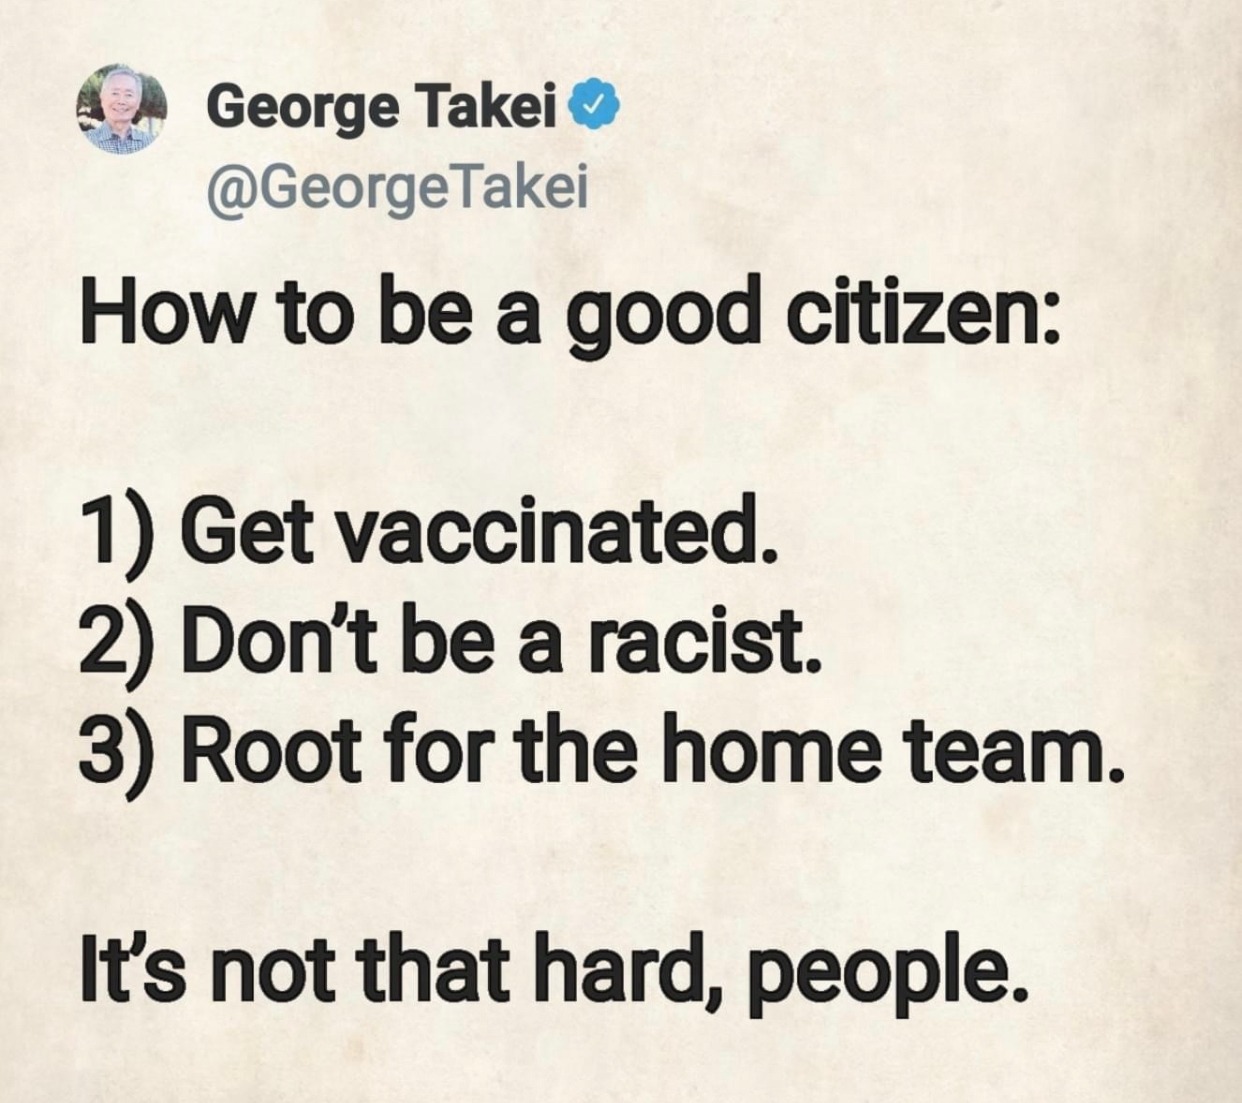 George Takei
@GeorgeTakei
How to be a good citizen:
1) Get vaccinated.
2) Don’t be a racist.
3) Root for the home team.
It’s not that hard, people.